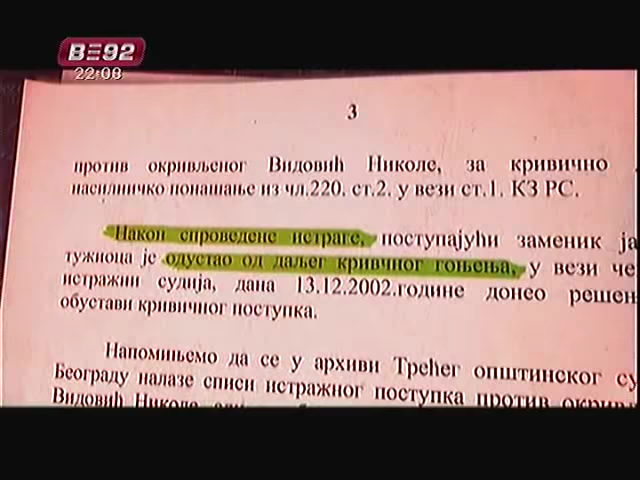 B92
22:08
3
против окривљеног Видовић Николе, за кривично
насилничко понашање из чл.220. ст.2. у вези ст.1. КЗ РС.
Након спроведене истраге, поступајући заменик ја
тужиоца је одустао од даљег кривчног гоњења, у вези че
истражни судија, дана 13.12.2002.године донео решен
обустави кривичног поступка.
Напомињемо да се у архиви Трећег општинског су
Београду налазе списи истражног поступка против окривљ
Видовић Николе